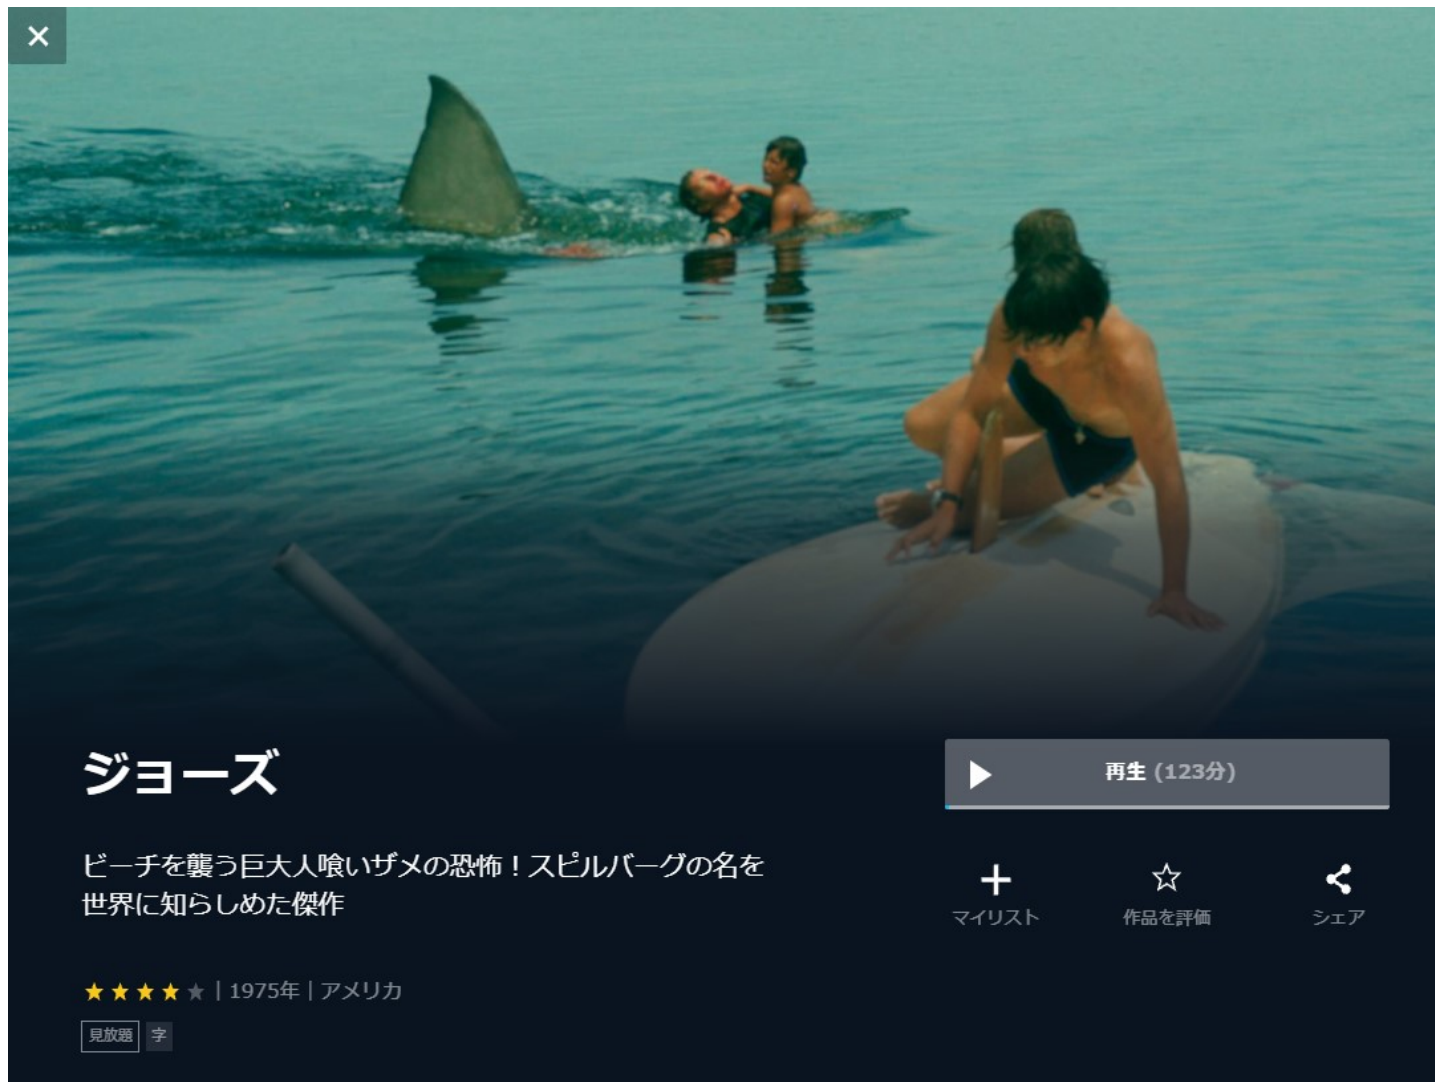 ジョーズ
再生 (123分)
ビーチを襲う巨大人喰いザメの恐怖！スピルバーグの名を
世界に知らしめた傑作
マイリスト
作品を評価
シェア
1975年 | アメリカ
見放題
字